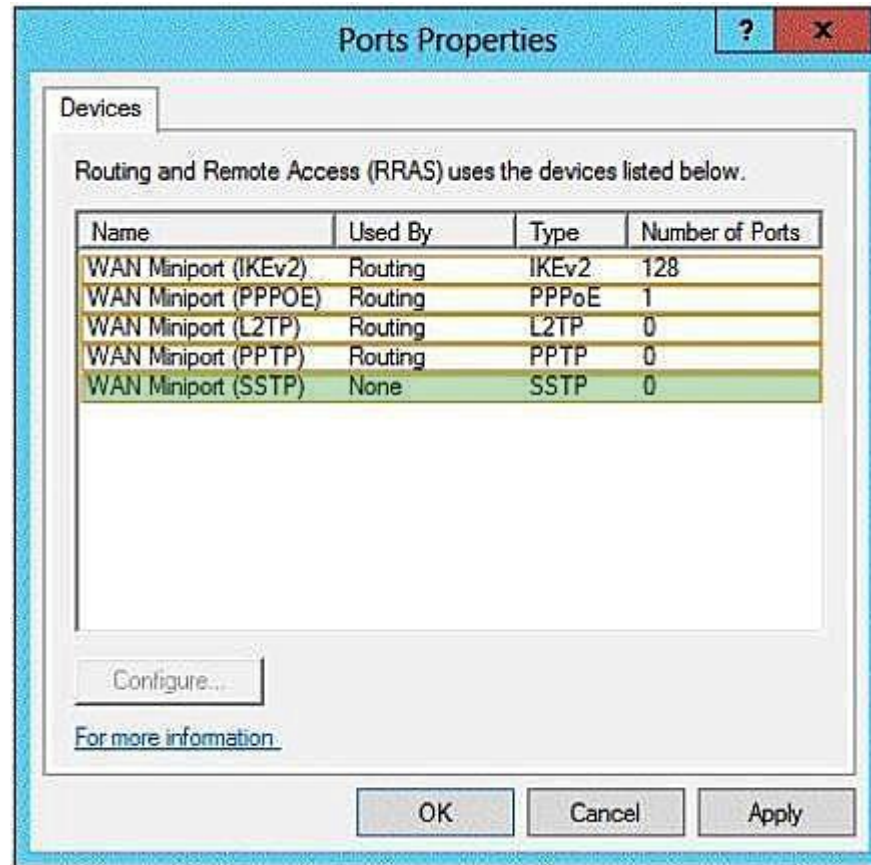 Ports Properties
?
x
Devices
Routing and Remote Access (RRAS) uses the devices listed below.
Name Used By Type Number of Ports
WAN Miniport (IKEv2) Routing IKEv2 128
WAN Miniport (PPPOE) Routing PPPoE 1
WAN Miniport (L2TP) Routing L2TP 0
WAN Miniport (PPTP) Routing PPTP 0
WAN Miniport (SSTP) None SSTP 0
Configure...
For more information
OK Cancel Apply